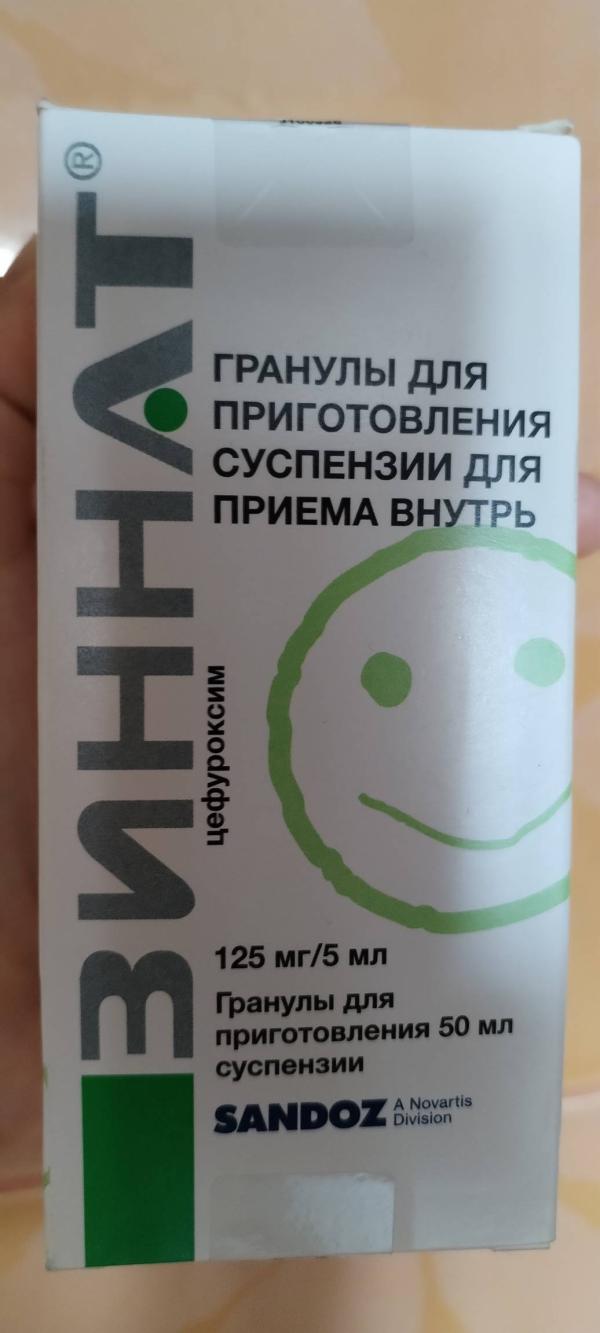 ЗИННАТ®
ГРАНУЛЫ ДЛЯ
ПРИГОТОВЛЕНИЯ
СУСПЕНЗИИ ДЛЯ
ПРИЕМА ВНУТРЬ
цефуроксим
125 мг/5 мл
Гранулы для
приготовления 50 мл
суспензии
SANDOZ A Novartis
Division